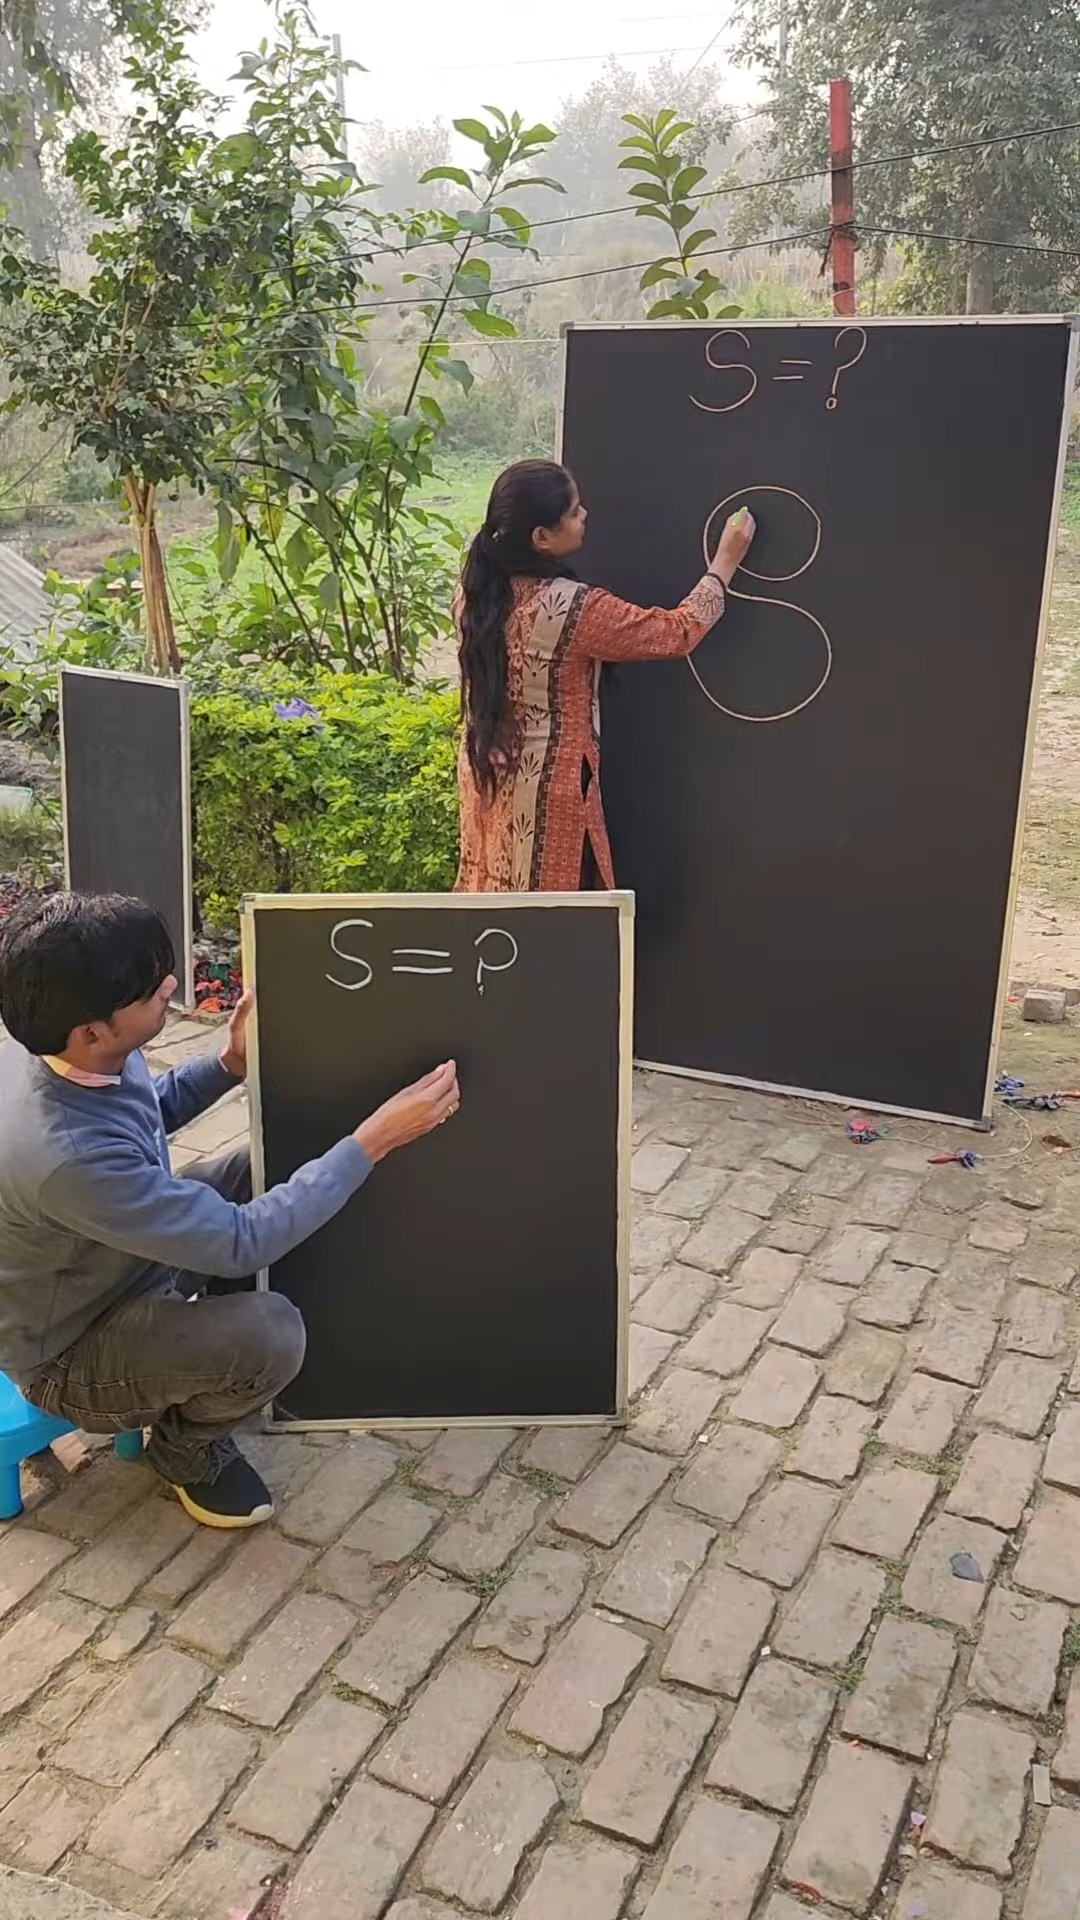 S = ?
S = ?